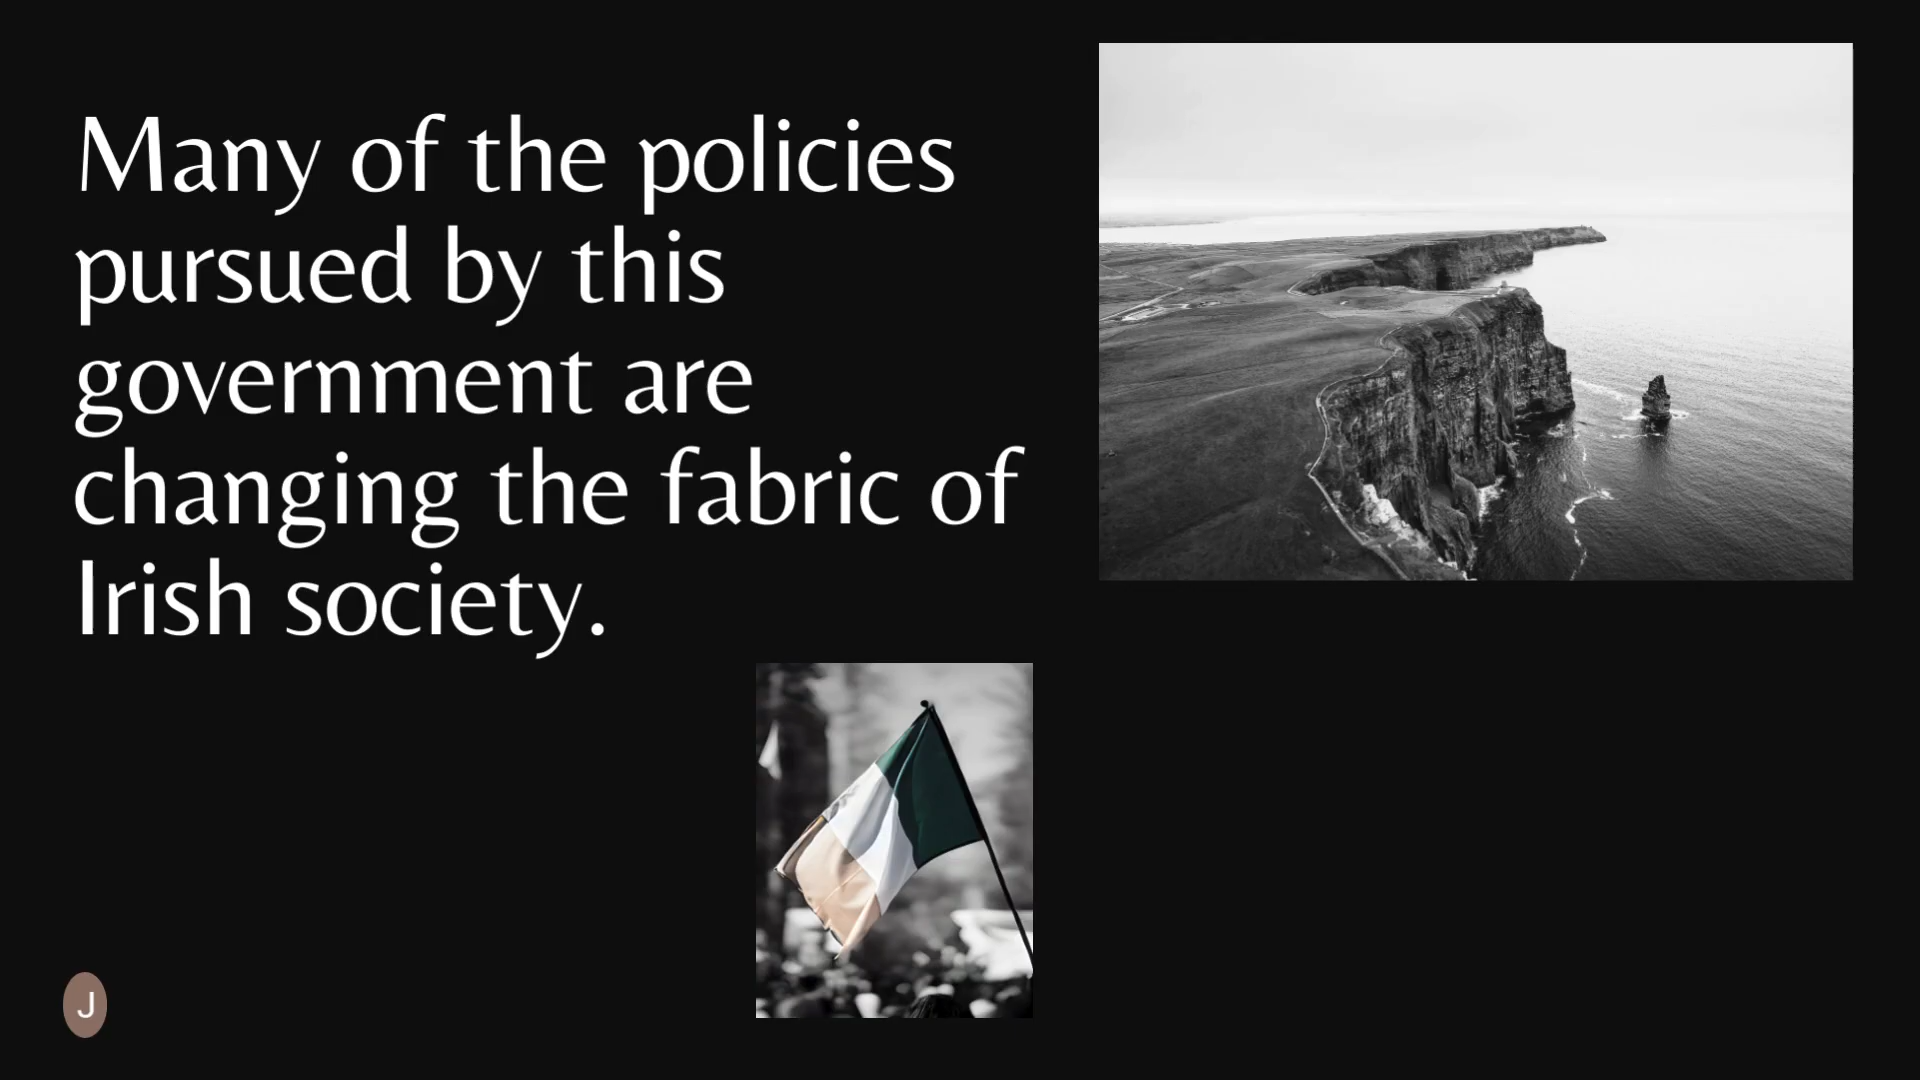 Many of the policies
pursued by this
government are
changing the fabric of
Irish society.
J